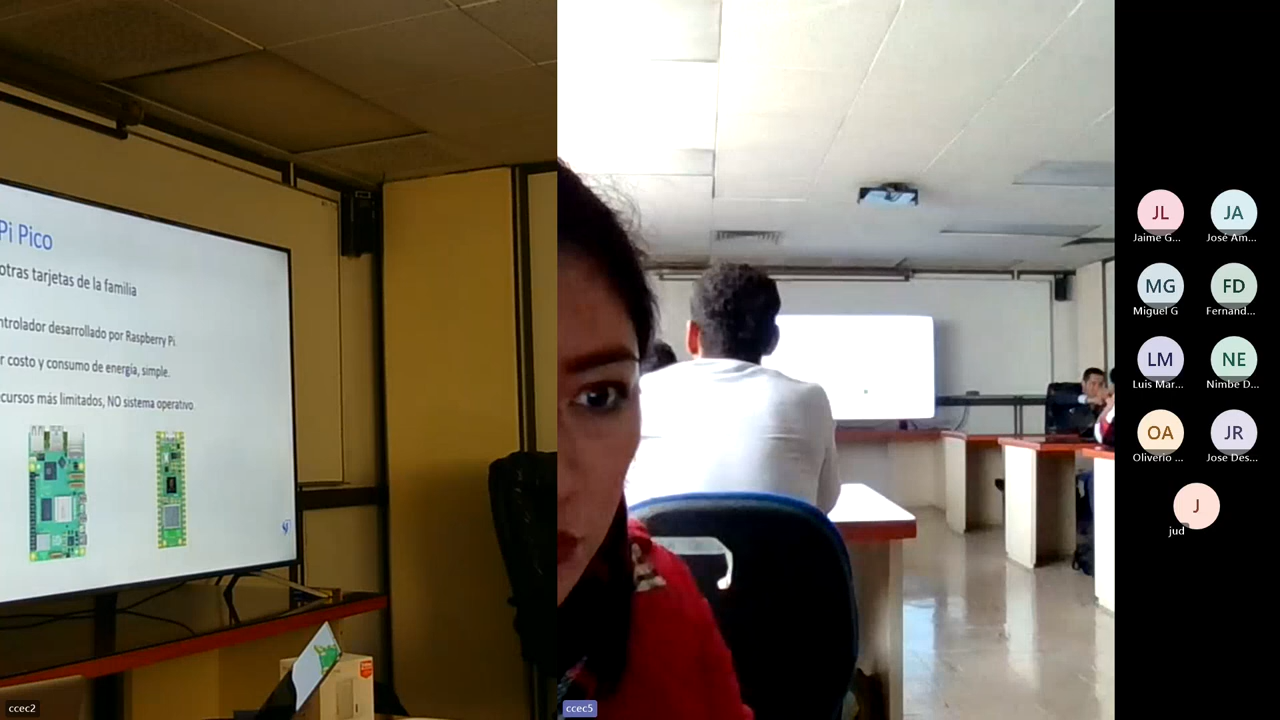 Pi Pico
otras tarjetas de la familia
ntrolador desarrollado por Raspberry Pi.
r costo y consumo de energía, simple.
ecursos más limitados, NO sistema operativo.
ccec2
ccec5
JL
Jaime G...
JA
José Am...
MG
Miguel G
FD
Fernand...
LM
Luis Mar...
NE
Nimbe D...
OA
Oliverio ...
JR
Jose Des...
J
jud